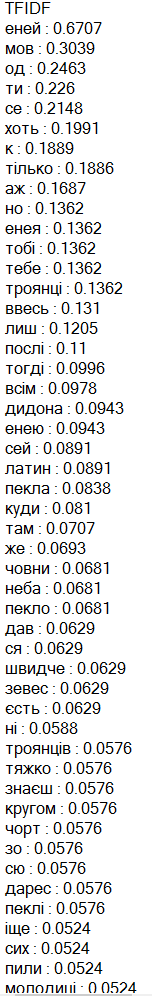 TFIDF
еней : 0.6707
мов : 0.3039
од : 0.2463
ти : 0.226
се : 0.2148
хоть : 0.1991
к : 0.1889
тілько : 0.1886
аж : 0.1687
но : 0.1362
енея : 0.1362
тобі : 0.1362
тебе : 0.1362
троянці : 0.1362
ввесь : 0.131
лиш : 0.1205
послі : 0.11
тогді : 0.0996
всім : 0.0978
дидона : 0.0943
енею : 0.0943
сей : 0.0891
латин : 0.0891
пекла : 0.0838
куди : 0.081
там : 0.0707
же : 0.0693
човни : 0.0681
неба : 0.0681
пекло : 0.0681
дав : 0.0629
ся : 0.0629
швидче : 0.0629
зевес : 0.0629
єсть : 0.0629
ні : 0.0588
троянців : 0.0576
тяжко : 0.0576
знаєш : 0.0576
кругом : 0.0576
чорт : 0.0576
зо : 0.0576
сю : 0.0576
дарес : 0.0576
пеклі : 0.0576
іще : 0.0524
сих : 0.0524
пили : 0.0524
молодиці : 0.0524